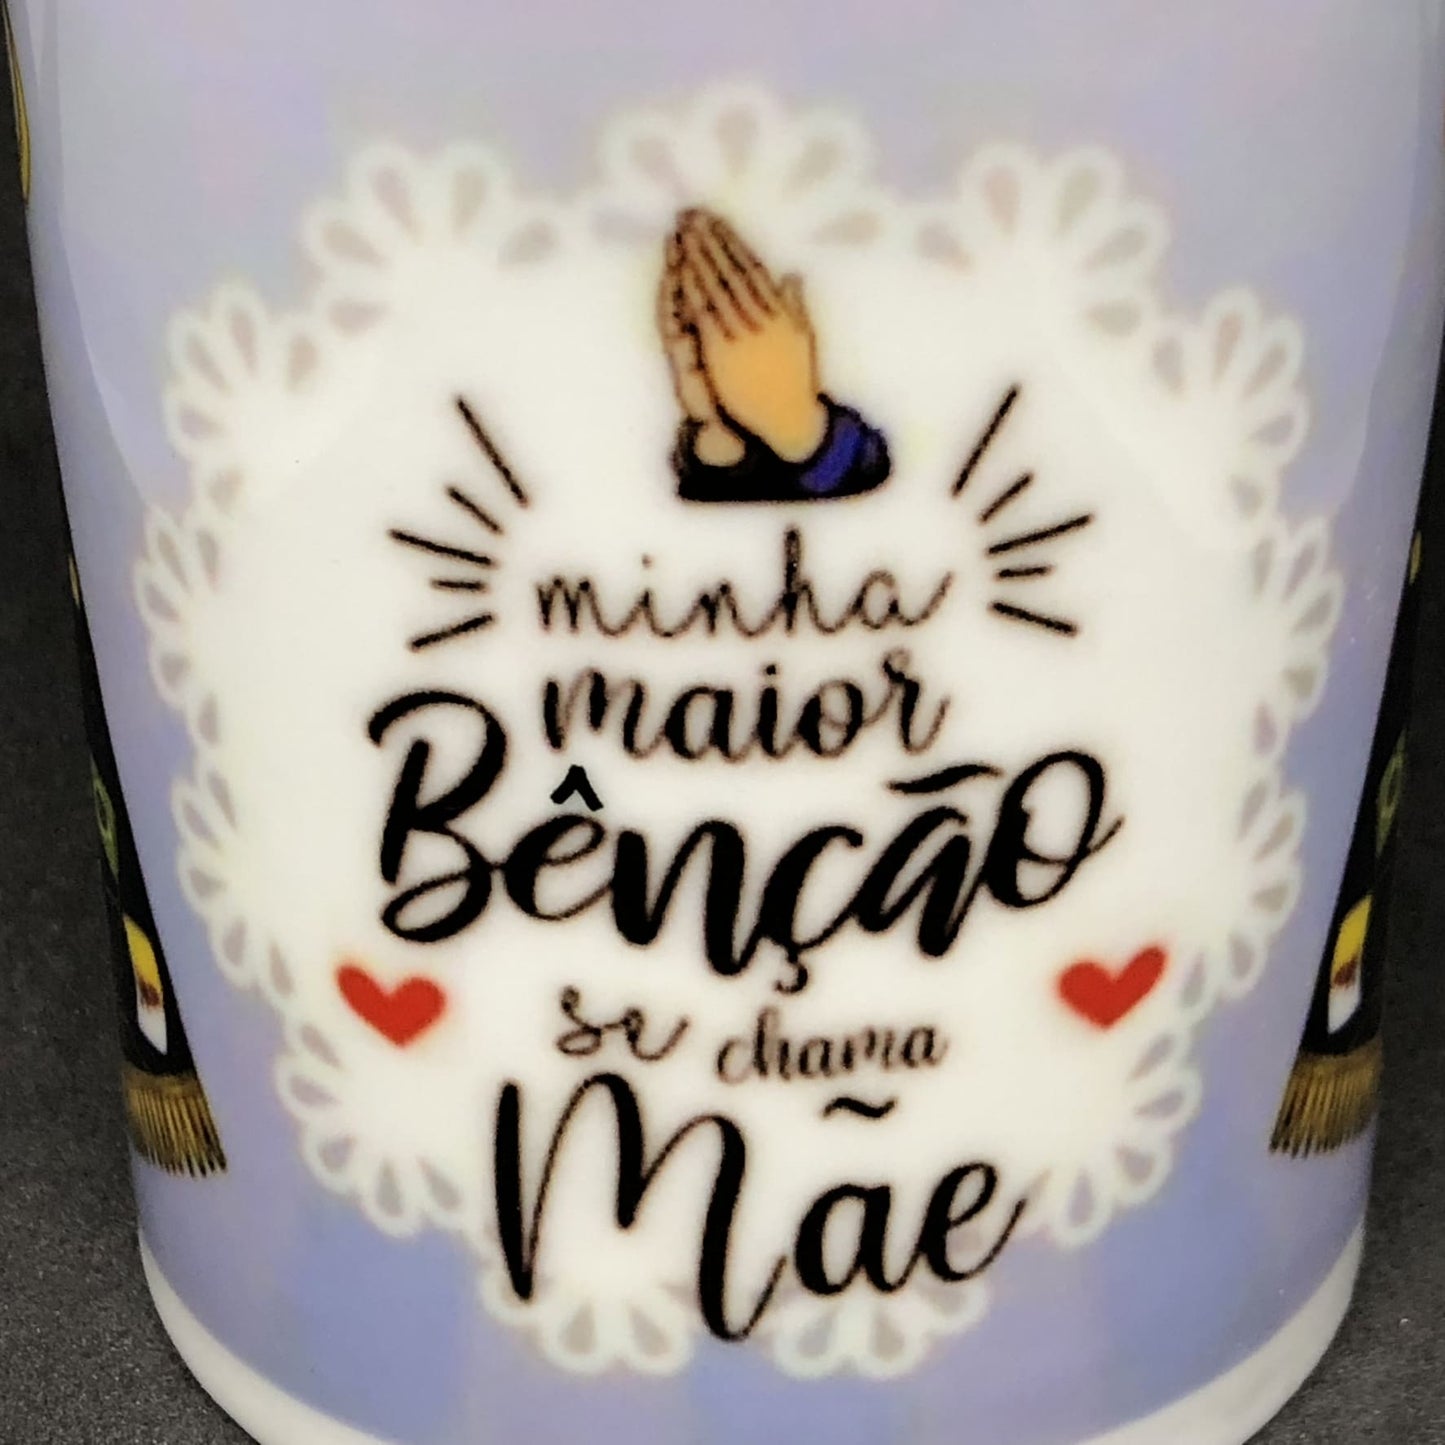 minha
maior
Bênção
se chama
Mãe